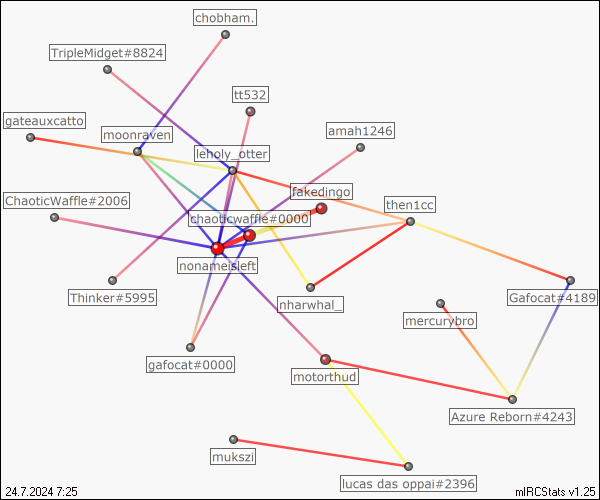 chobham.
TripleMidget#8824
tt532
gateauxcatto
moonraven
amah1246
leholy_otter
fakedingo
ChaoticWaffle#2006
then1cc
chaoticwaffle#0000
nonameisleft
Thinker#5995
nharwhal_
Gafocat#4189
mercurybro
gafocat#0000
motorthud
Azure Reborn#4243
mukszi
lucas das oppai#2396
24.7.2024 7:25
mIRCStats v1.25